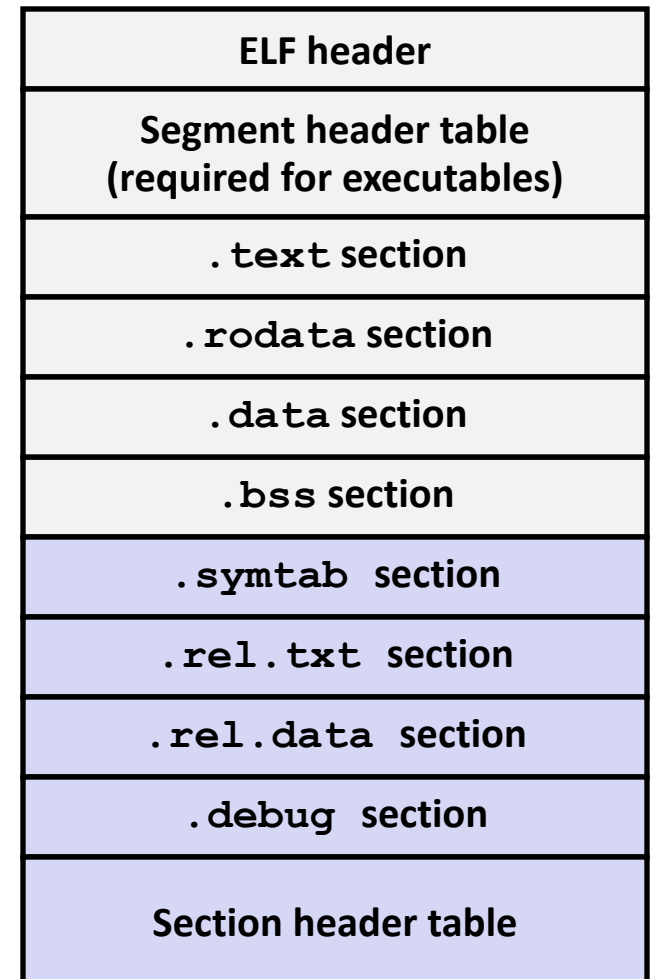 ELF header
Segment header table
(required for executables)
.text section
.rodata section
.data section
.bss section
.symtab section
.rel.txt section
.rel.data section
.debug section
Section header table